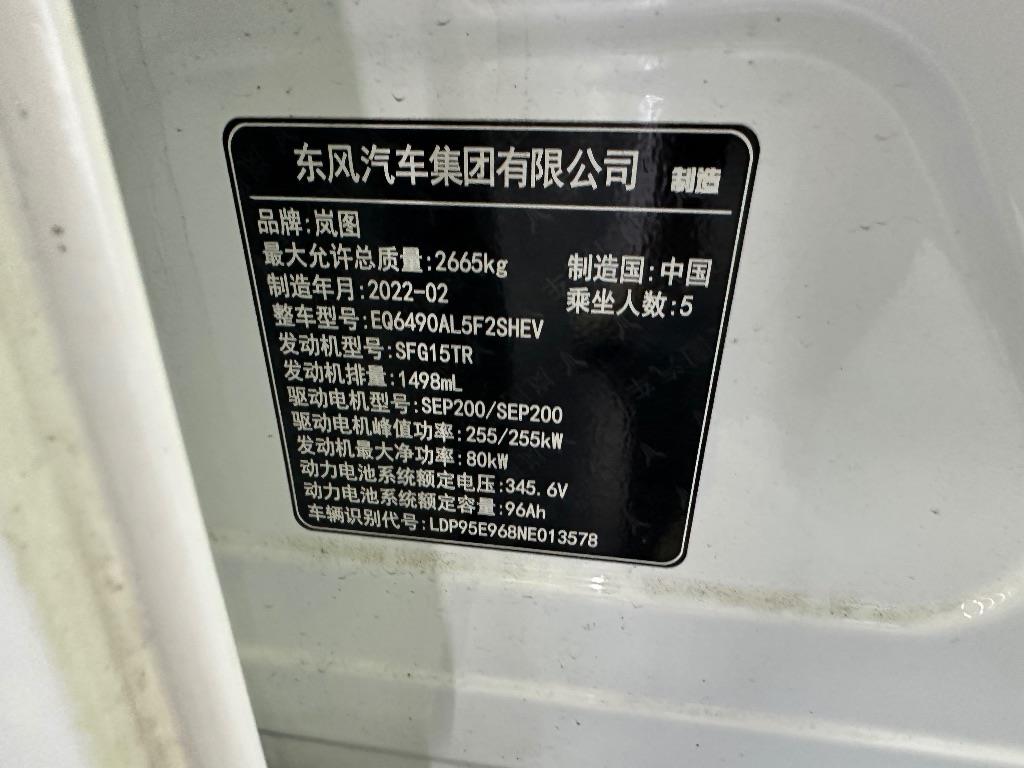 东风汽车集团有限公司 制造
品牌:岚图
最大允许总质量:2665kg 制造国:中国
制造年月:2022-02 乘坐人数:5
整车型号:EQ6490AL5F2SHEV
发动机型号:SFG15TR
发动机排量:1498mL
驱动电机型号:SEP200/SEP200
驱动电机峰值功率:255/255kW
发动机最大净功率:80kW
动力电池系统额定电压:345.6V
动力电池系统额定容量:96Ah
车辆识别代号:LDP95E968NE013578